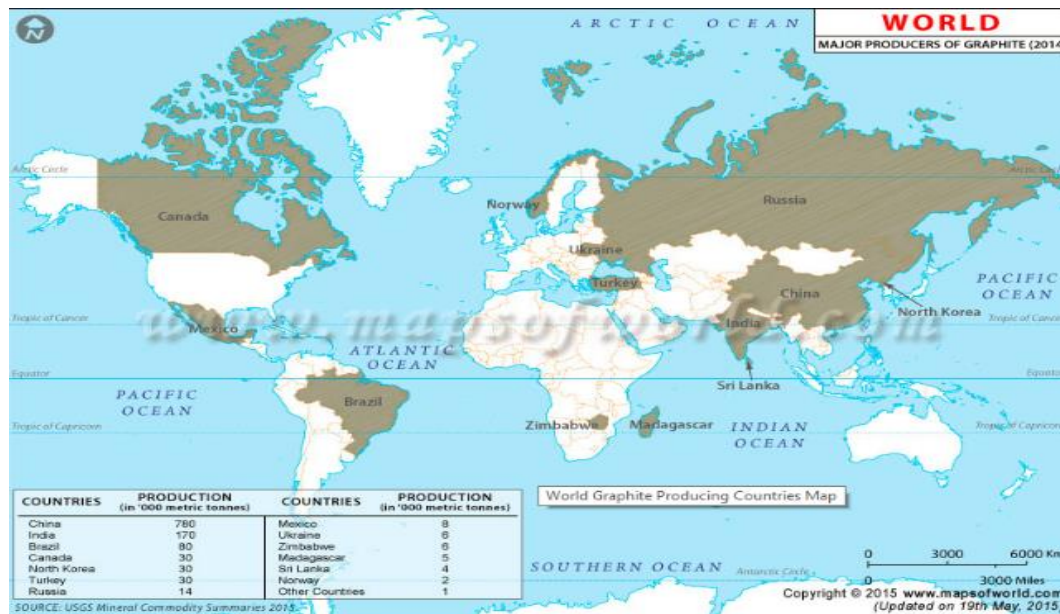 N
ARCTIC OCEAN
WORLD
MAJOR PRODUCERS OF GRAPHITE (2014
Arctic Circle
Arctic Circ
Canada
Norway
Russia
Ukraine
Turkey
China
PACIFIC
OCEAN
North Korea
Tropic of Cancer
Tropic of Cance
www.mapsofworld.com
Mexico
India
ATLANTIC
OCEAN
Sri Lanka
Equator
Equato
PACIFIC
OCEAN
Brazil
Zimbabwe
Madagascar
INDIAN
OCEAN
Tropic of Capricorn
Tropic of Capricorn
World Graphite Producing Countries Map
COUNTRIES PRODUCTION (in '000 metric tonnes) COUNTRIES PRODUCTION (in '000 metric tonnes)
China 780 Mexico 8
India 170 Ukraine 6
Brazil 80 Zimbabwe 6
Canada 30 Madagascar 5
North Korea 30 Sri Lanka 4
Turkey 30 Norway 2
Russia 14 Other Countries 1
SOUTHERN OCEAN
Antarctic Circle
0 3000 6000 Km
0 3000 Miles
SOURCE: USGS Mineral Commodity Summaries 2015
Copyright © 2015 www.mapsofworld.com
(Updated on 19th May, 2015